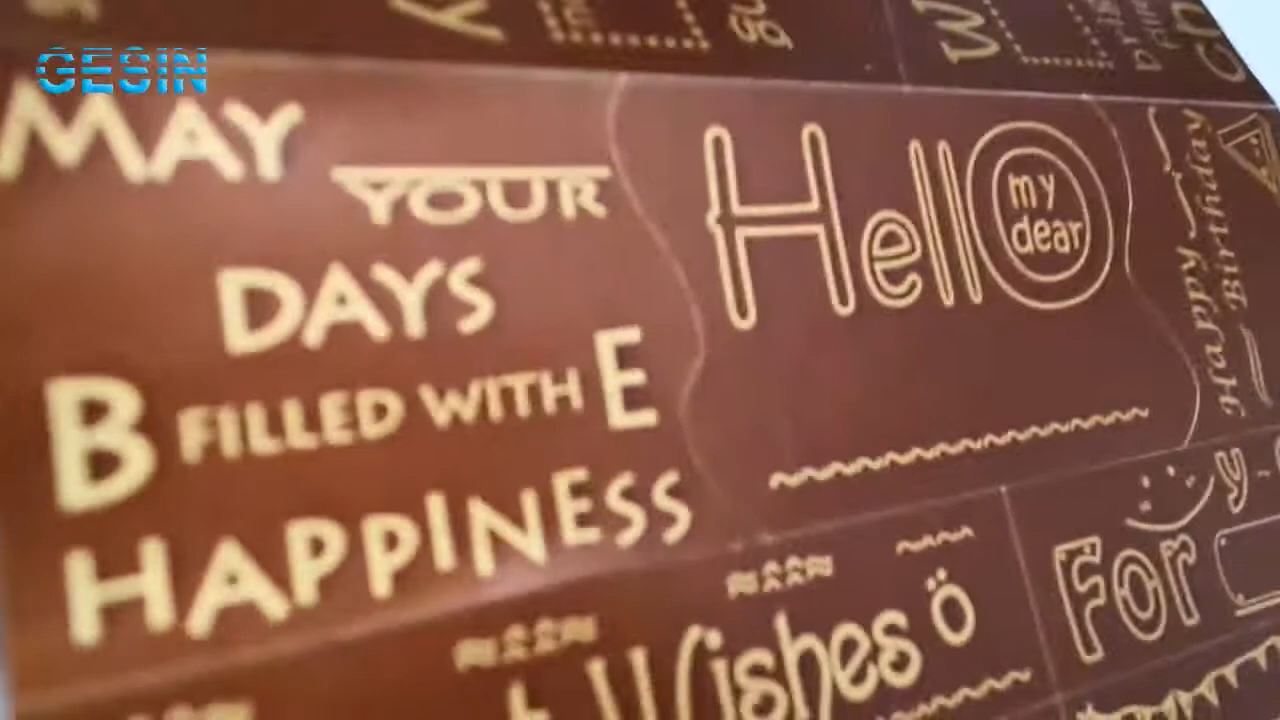 GESIN
MAY
YOUR
DAYS
B FILLED WITH E
HAPPINESS
Hello
my
dear
Happy
Birthday
Wishes
For